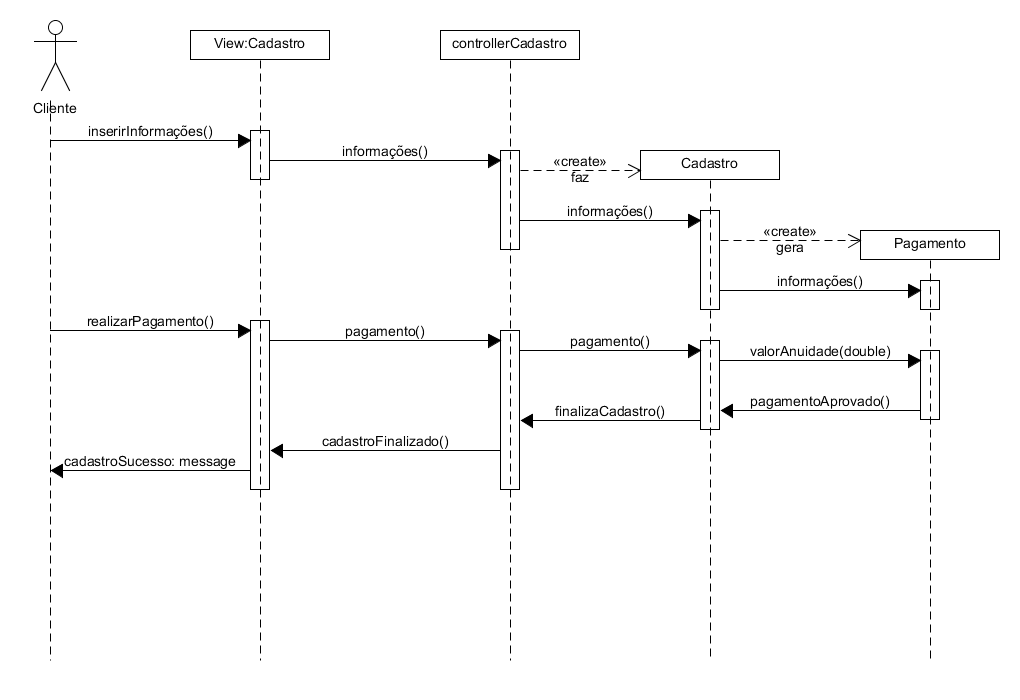 View:Cadastro
controllerCadastro
Cliente
inserirInformações()
informações()
«create»
faz
Cadastro
informações()
«create»
gera
Pagamento
informações()
realizarPagamento()
pagamento()
pagamento()
valorAnuidade(double)
pagamentoAprovado()
finalizaCadastro()
cadastroFinalizado()
cadastroSucesso: message